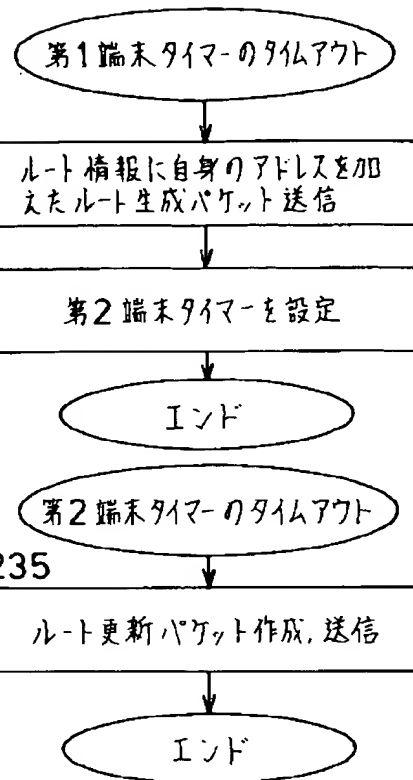 第1端末タイマーのタイムアウト
ルート情報に自身のアドレスを加
えたルート生成パケット送信
第2端末タイマーを設定
エンド
第2端末タイマーのタイムアウト
235
ルート更新パケット作成,送信
エンド